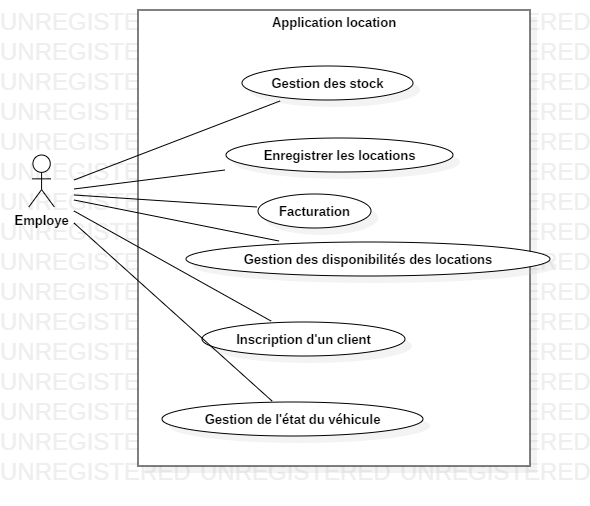 Application location
Gestion des stock
Enregistrer les locations
Facturation
Employe
Gestion des disponibilités des locations
Inscription d'un client
Gestion de l'état du véhicule
UNREGISTERED UNREGISTERED UNREGISTERED